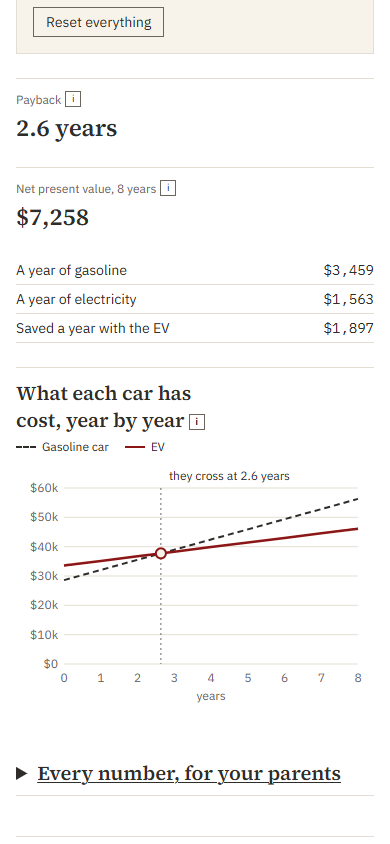 Reset everything
Payback i
2.6 years
Net present value, 8 years i
$7,258
A year of gasoline $3,459
A year of electricity $1,563
Saved a year with the EV $1,897
What each car has
cost, year by year i
Gasoline car EV
they cross at 2.6 years
$60k
$50k
$40k
$30k
$20k
$10k
$0
0 1 2 3 4 5 6 7 8
years
Every number, for your parents